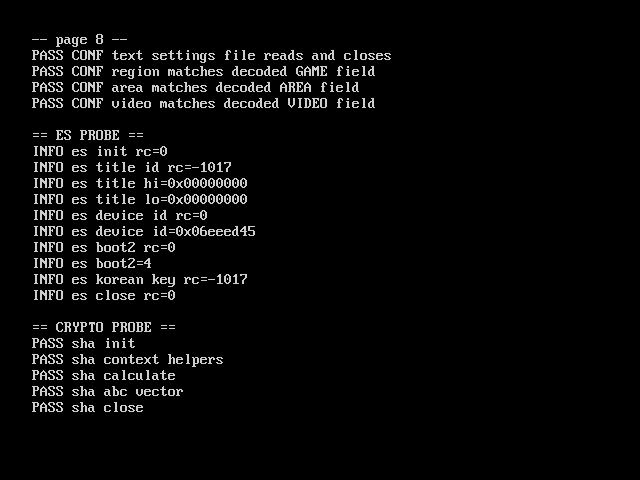 -- page 8 --
PASS CONF text settings file reads and closes
PASS CONF region matches decoded GAME field
PASS CONF area matches decoded AREA field
PASS CONF video matches decoded VIDEO field
== ES PROBE ==
INFO es init rc=0
INFO es title id rc=-1017
INFO es title hi=0x00000000
INFO es title lo=0x00000000
INFO es device id rc=0
INFO es device id=0x06eeed45
INFO es boot2 rc=0
INFO es boot2=4
INFO es korean key rc=-1017
INFO es close rc=0
== CRYPTO PROBE ==
PASS sha init
PASS sha context helpers
PASS sha calculate
PASS sha abc vector
PASS sha close